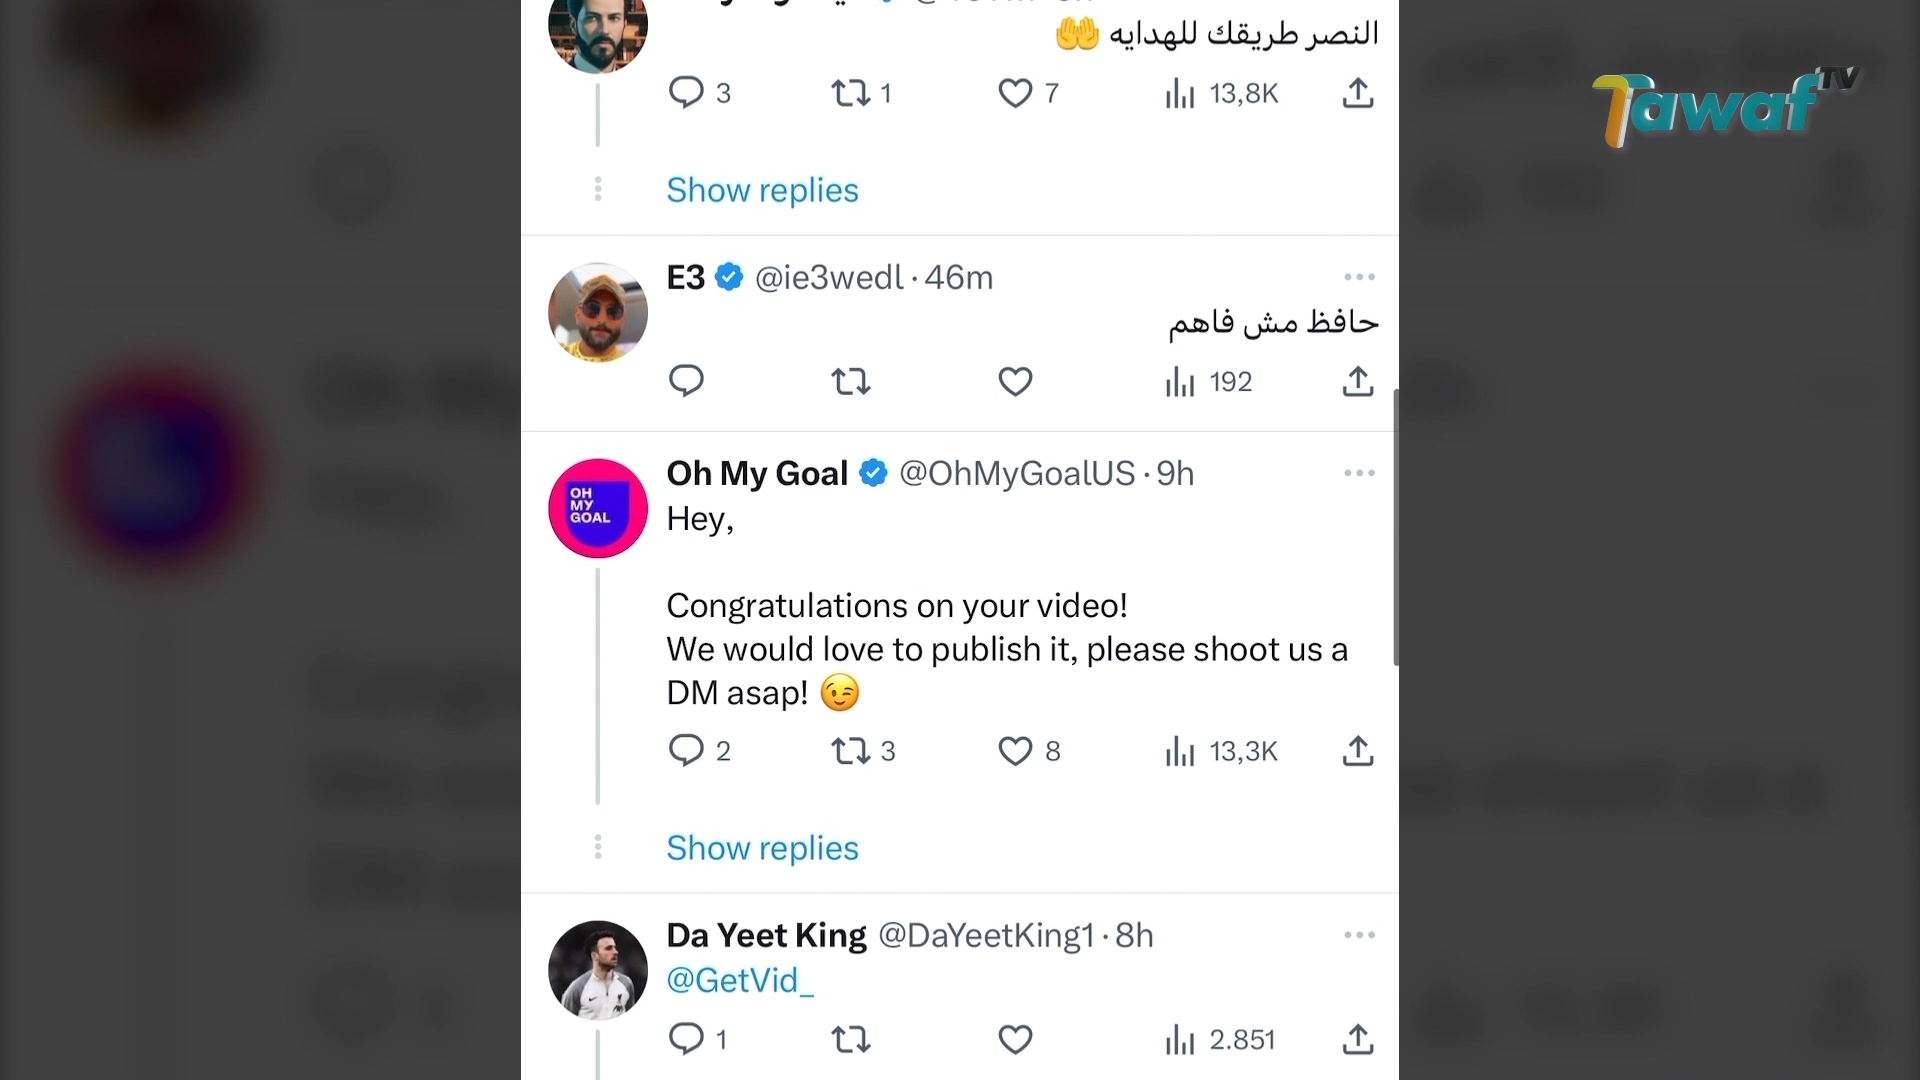 النصر طريقك للهدايه 🤲
3 1 7 13,8K
Tawaf TV
Show replies
E3 @ie3wedl · 46m
حافظ مش فاهم
192
Oh My Goal @OhMyGoalUS · 9h
OH
MY
GOAL
Hey,
Congratulations on your video!
We would love to publish it, please shoot us a
DM asap! 😉
2 3 8 13,3K
Show replies
Da Yeet King @DaYeetKing1 · 8h
@GetVid_
1 2.851